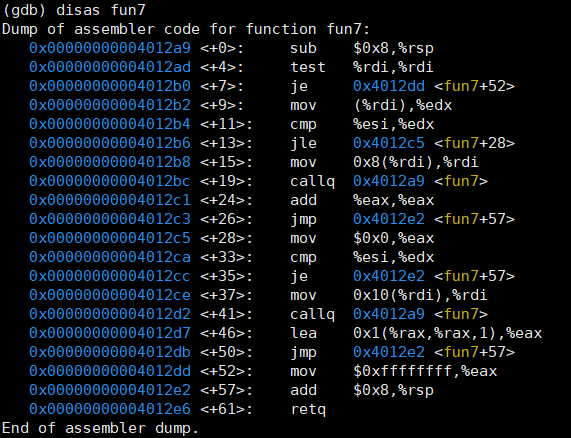 (gdb) disas fun7
Dump of assembler code for function fun7:
   0x00000000004012a9 <+0>:     sub    $0x8,%rsp
   0x00000000004012ad <+4>:     test   %rdi,%rdi
   0x00000000004012b0 <+7>:     je     0x4012dd <fun7+52>
   0x00000000004012b2 <+9>:     mov    (%rdi),%edx
   0x00000000004012b4 <+11>:    cmp    %esi,%edx
   0x00000000004012b6 <+13>:    jle    0x4012c5 <fun7+28>
   0x00000000004012b8 <+15>:    mov    0x8(%rdi),%rdi
   0x00000000004012bc <+19>:    callq  0x4012a9 <fun7>
   0x00000000004012c1 <+24>:    add    %eax,%eax
   0x00000000004012c3 <+26>:    jmp    0x4012e2 <fun7+57>
   0x00000000004012c5 <+28>:    mov    $0x0,%eax
   0x00000000004012ca <+33>:    cmp    %esi,%edx
   0x00000000004012cc <+35>:    je     0x4012e2 <fun7+57>
   0x00000000004012ce <+37>:    mov    0x10(%rdi),%rdi
   0x00000000004012d2 <+41>:    callq  0x4012a9 <fun7>
   0x00000000004012d7 <+46>:    lea    0x1(%rax,%rax,1),%eax
   0x00000000004012db <+50>:    jmp    0x4012e2 <fun7+57>
   0x00000000004012dd <+52>:    mov    $0xffffffff,%eax
   0x00000000004012e2 <+57>:    add    $0x8,%rsp
   0x00000000004012e6 <+61>:    retq
End of assembler dump.